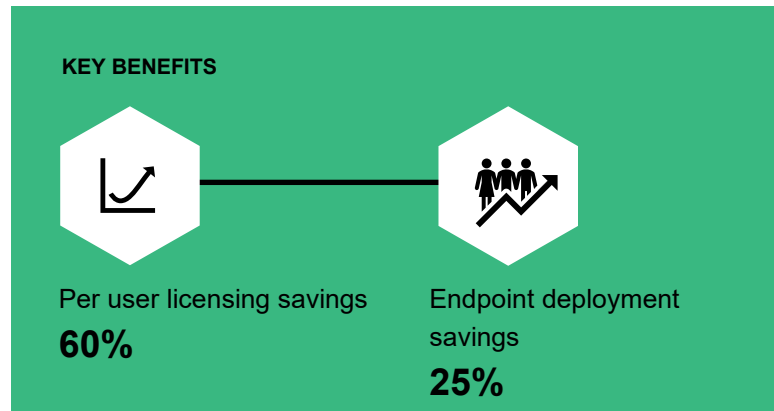 KEY BENEFITS
Per user licensing savings
60%
Endpoint deployment
savings
25%